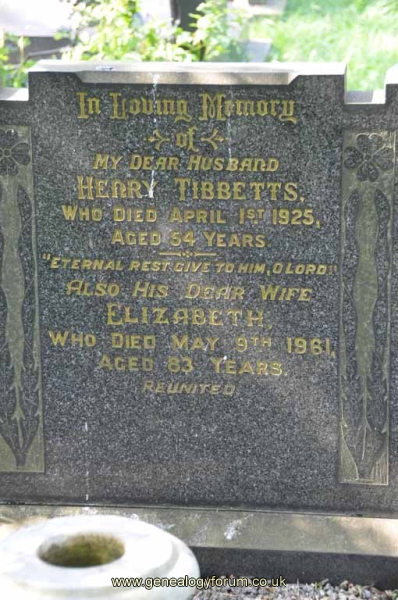 In Loving Memory
of
MY DEAR HUSBAND
HENRY TIBBETTS,
WHO DIED APRIL 1ST 1925,
AGED 54 YEARS.
"ETERNAL REST GIVE TO HIM, O LORD."
ALSO HIS DEAR WIFE
ELIZABETH,
WHO DIED MAY 9TH 1961,
AGED 83 YEARS.
REUNITED.
www.genealogyforum.co.uk